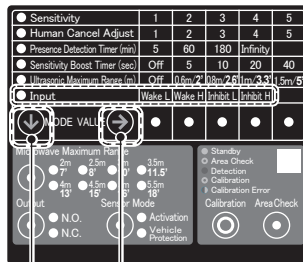 Sensitivity 1 2 3 4 5
Human Cancel Adjust 1 2 3 4 5
Presence Detection Timer (min) 5 60 180 Infinity
Sensitivity Boost Timer (sec) Off 5 10 20 40
Ultrasonic Maximum Range (m) Off 0.6m/2' 0.8m/2.6' 1m/3.3' 1.5m/5'
Input Wake L Wake H Inhibit L Inhibit H
MODE VALUE
Microwave Maximum Range
2m 2.5m 3m 3.5m
7' 8' 10' 11.5'
4m 4.5m 5m 5.5m
13' 15' 16' 18'
Standby
Area Check
Detection
Calibration
Calibration Error
Output Sensor Mode
N.O.
N.C.
Activation
Vehicle
Protection
Calibration Area Check